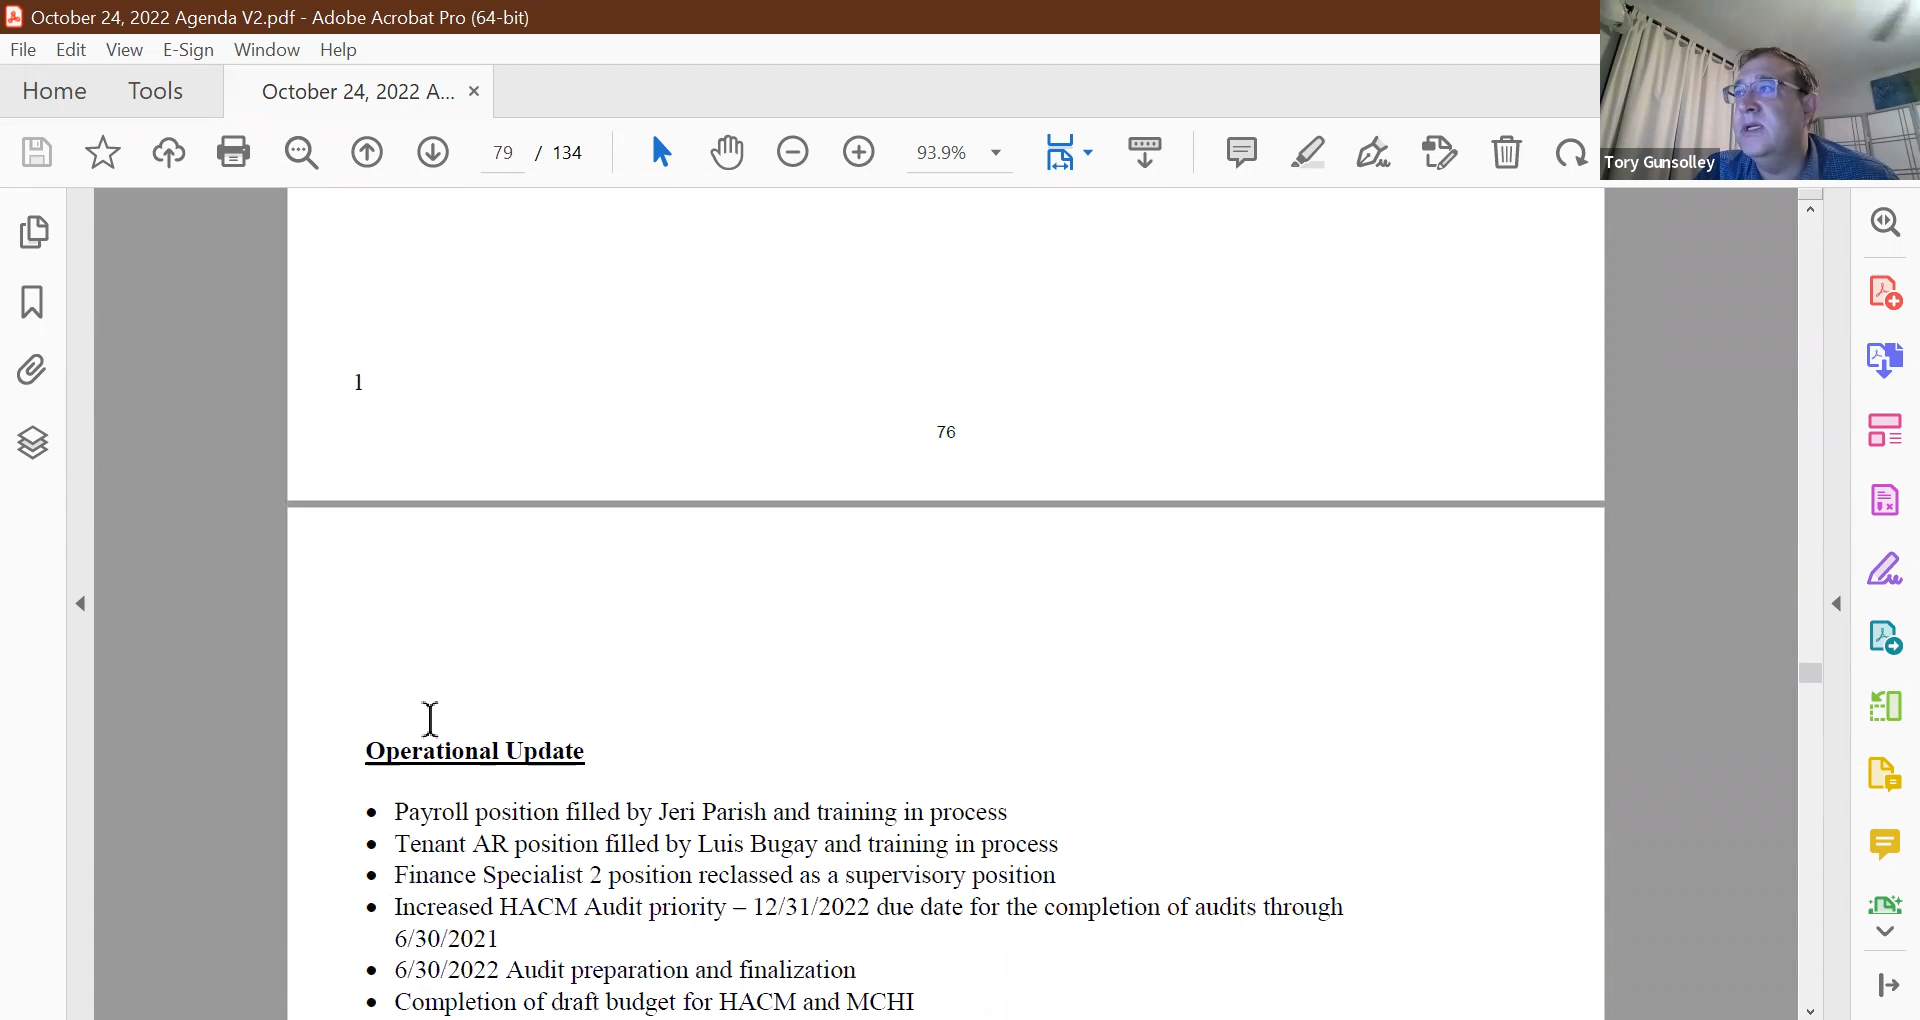 October 24, 2022 Agenda V2.pdf - Adobe Acrobat Pro (64-bit)
File Edit View E-Sign Window Help
Home Tools October 24, 2022 A... ×
79 / 134 93.9%
Tory Gunsolley
1
76
Operational Update
• Payroll position filled by Jeri Parish and training in process
• Tenant AR position filled by Luis Bugay and training in process
• Finance Specialist 2 position reclassed as a supervisory position
• Increased HACM Audit priority – 12/31/2022 due date for the completion of audits through
6/30/2021
• 6/30/2022 Audit preparation and finalization
• Completion of draft budget for HACM and MCHI